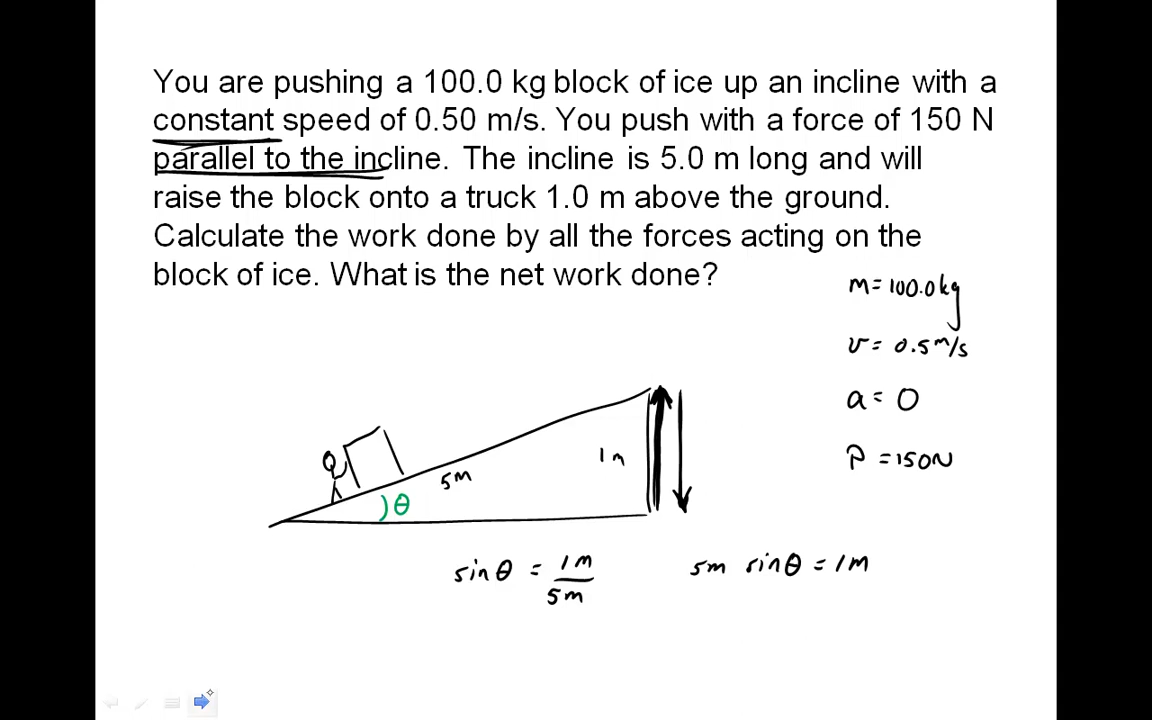 You are pushing a 100.0 kg block of ice up an incline with a
constant speed of 0.50 m/s. You push with a force of 150 N
parallel to the incline. The incline is 5.0 m long and will
raise the block onto a truck 1.0 m above the ground.
Calculate the work done by all the forces acting on the
block of ice. What is the net work done?
m = 100.0 kg
v = 0.5 m/s
a = 0
P = 150N
1m
5m
θ
sinθ = 1m
5m
5m sinθ = 1m